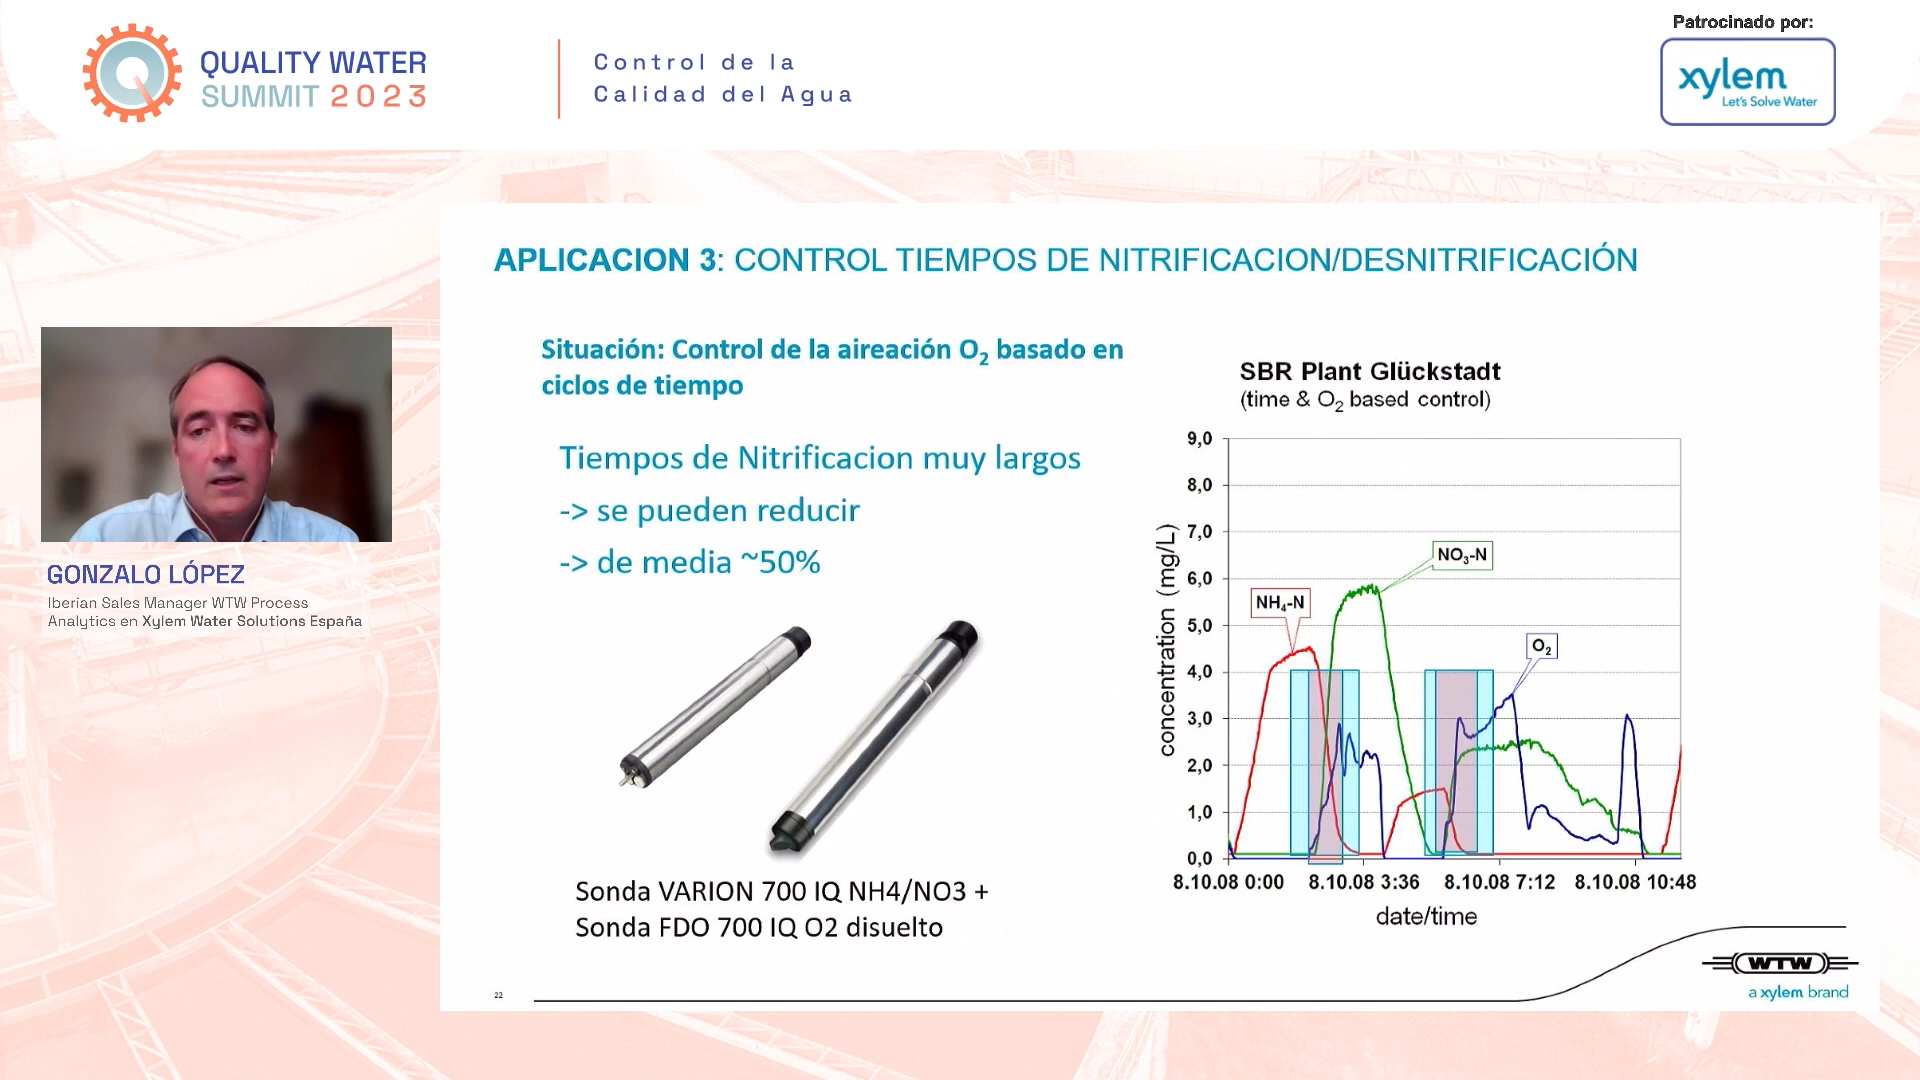 QUALITY WATER
SUMMIT 2023
Control de la
Calidad del Agua
Patrocinado por:
xylem
Let's Solve Water
GONZALO LÓPEZ
Iberian Sales Manager WTW Process
Analytics en Xylem Water Solutions España
APLICACION 3: CONTROL TIEMPOS DE NITRIFICACION/DESNITRIFICACIÓN
Situación: Control de la aireación O2 basado en
ciclos de tiempo
Tiempos de Nitrificacion muy largos
-> se pueden reducir
-> de media ~50%
Sonda VARION 700 IQ NH4/NO3 +
Sonda FDO 700 IQ O2 disuelto
SBR Plant Glückstadt
(time & O2 based control)
concentration (mg/L)
9,0
8,0
7,0
6,0
5,0
4,0
3,0
2,0
1,0
0,0
NH4-N
NO3-N
O2
8.10.08 0:00 8.10.08 3:36 8.10.08 7:12 8.10.08 10:48
date/time
22
WTW
a xylem brand